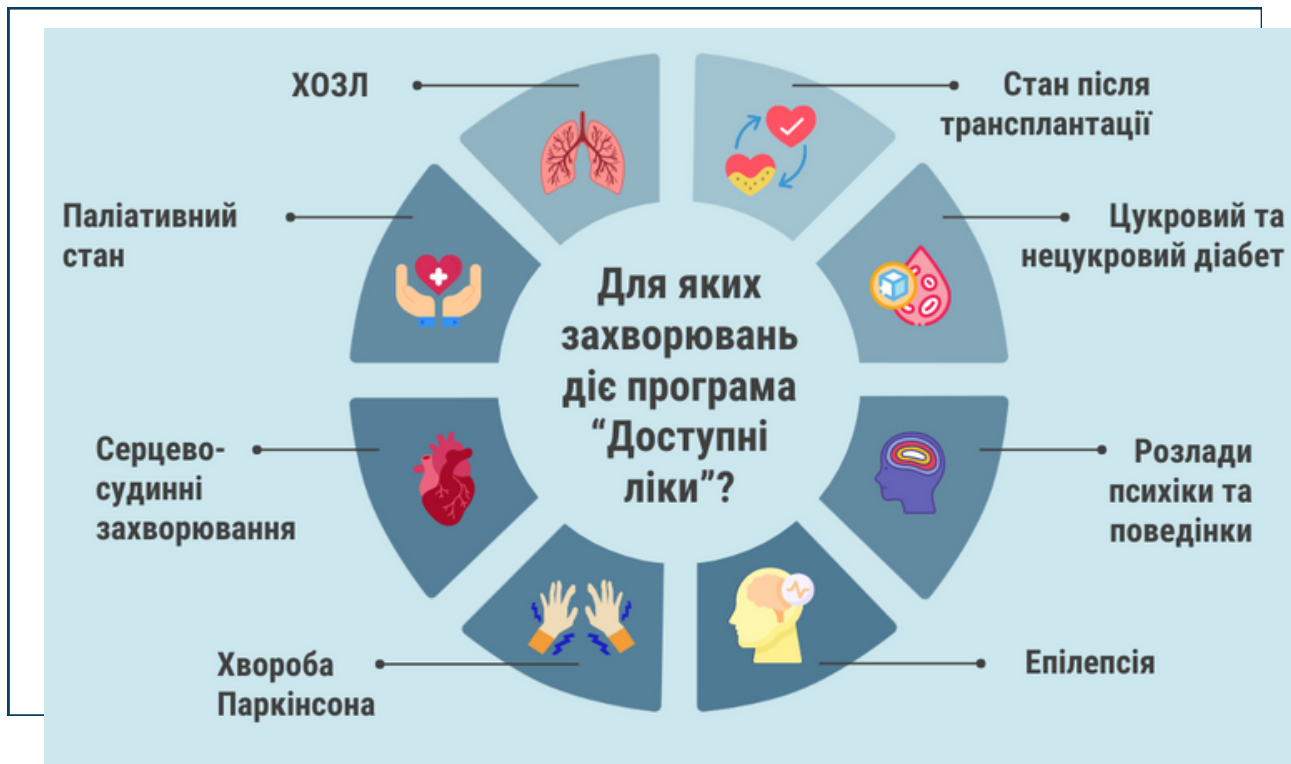 Для яких
захворювань
діє програма
“Доступні
ліки”?
Стан після
трансплантації
Цукровий та
нецукровий діабет
Розлади
психіки та
поведінки
Епілепсія
Хвороба
Паркінсона
Серцево-
судинні
захворювання
Паліативний
стан
ХОЗЛ